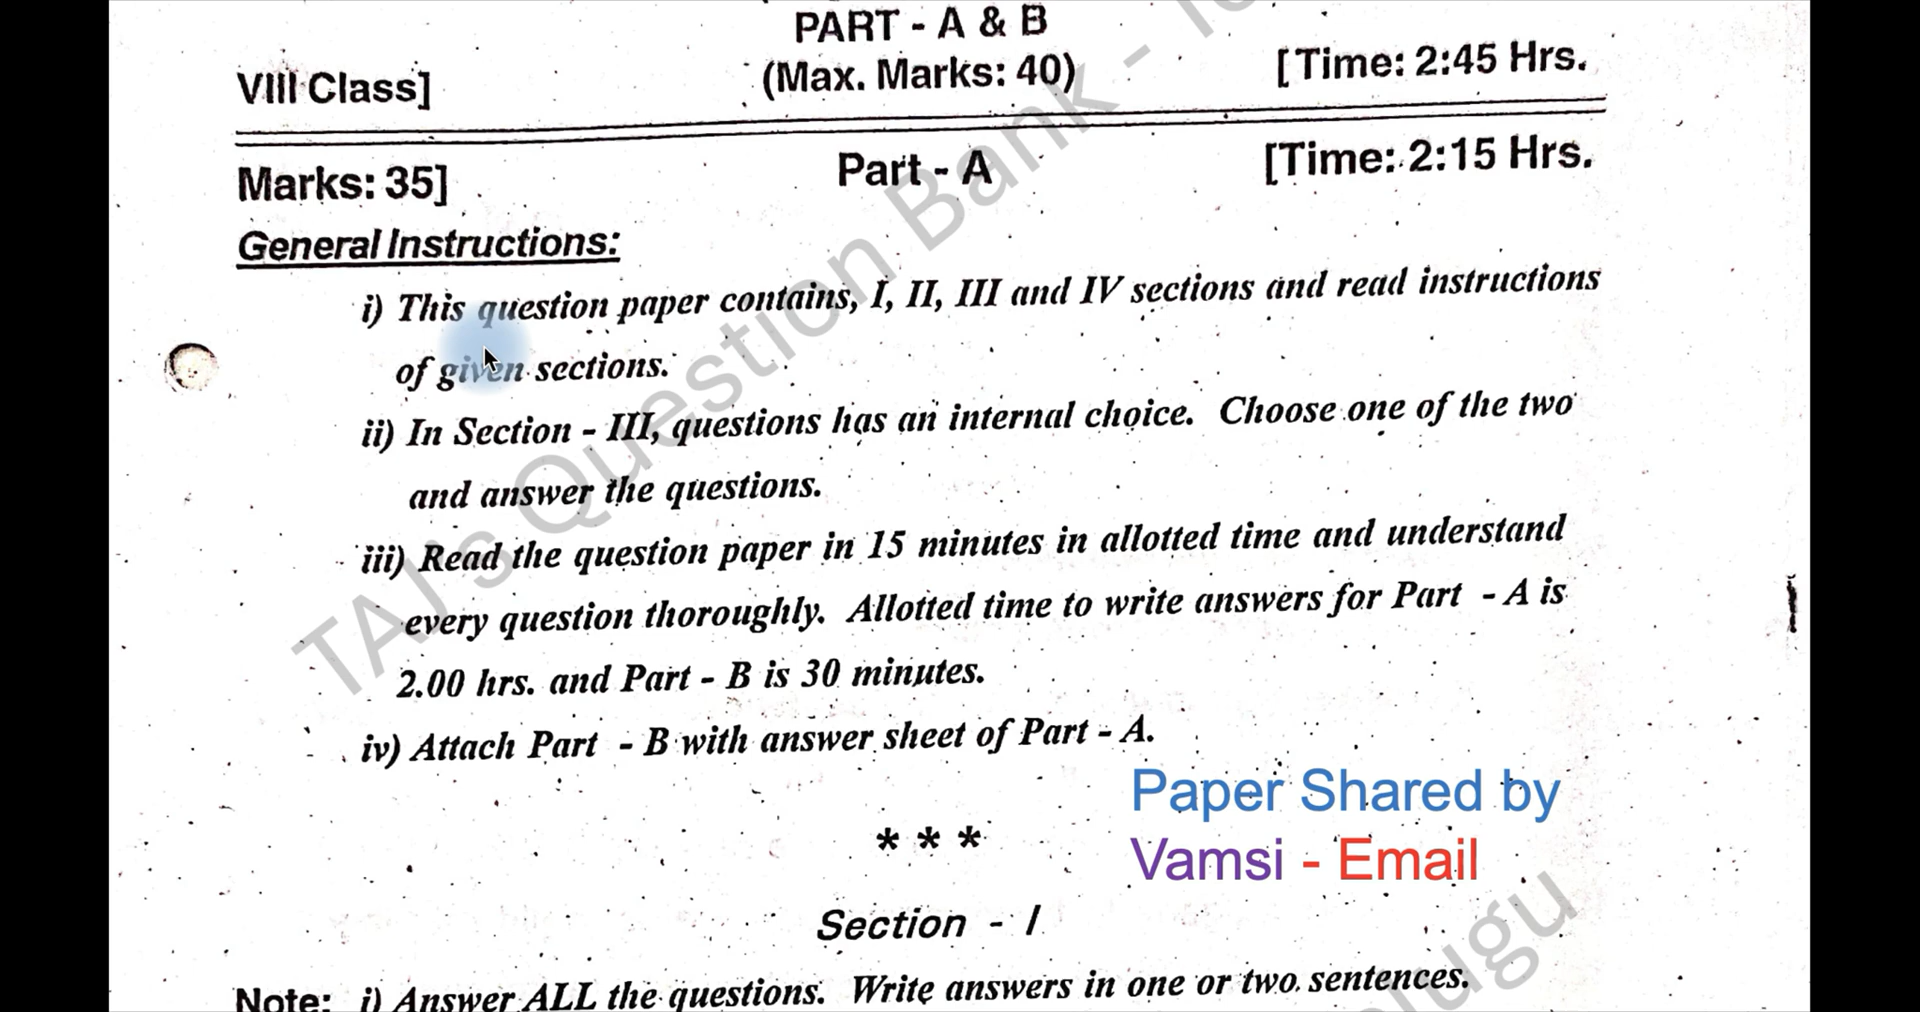 PART - A & B
VIII Class] (Max. Marks: 40) [Time: 2:45 Hrs.
Marks: 35] Part - A [Time: 2:15 Hrs.
General Instructions:
i) This question paper contains, I, II, III and IV sections and read instructions
of given sections.
ii) In Section - III, questions has an internal choice. Choose one of the two
and answer the questions.
iii) Read the question paper in 15 minutes in allotted time and understand
every question thoroughly. Allotted time to write answers for Part - A is
2.00 hrs. and Part - B is 30 minutes.
iv) Attach Part - B with answer sheet of Part - A.
Paper Shared by
Vamsi - Email
* * *
Section - I
Note: i) Answer ALL the questions. Write answers in one or two sentences.
TAJ's Question Bank -